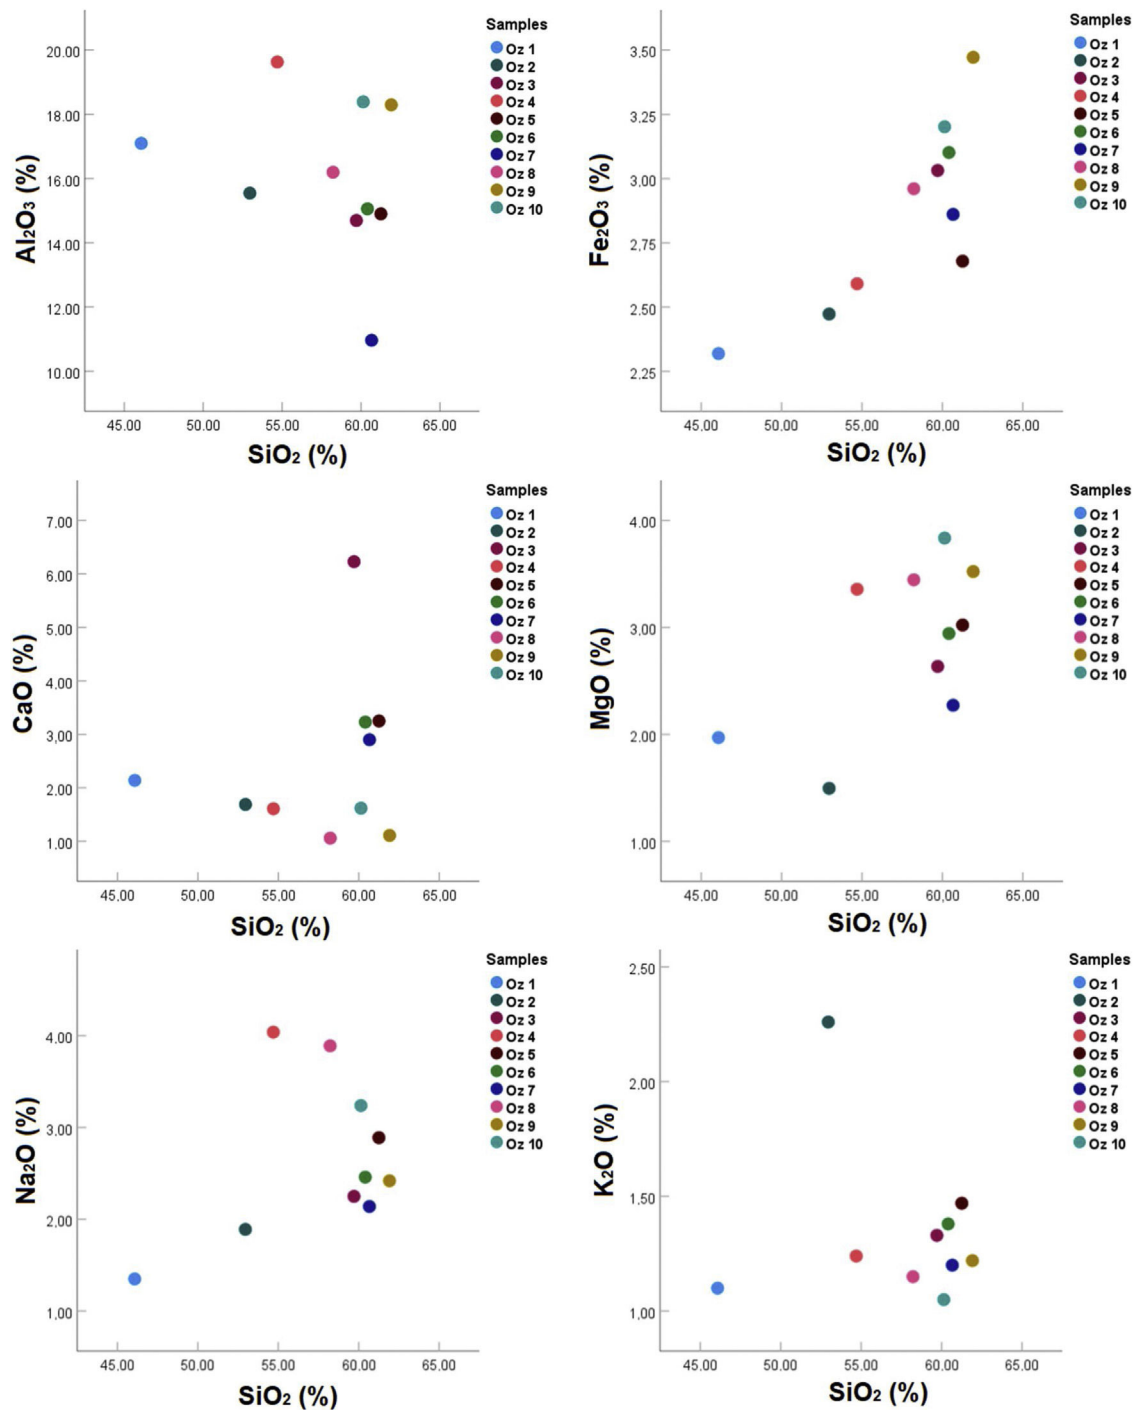 Samples
Oz 1
Oz 2
Oz 3
Oz 4
Oz 5
Oz 6
Oz 7
Oz 8
Oz 9
Oz 10
20.00
18.00
16.00
14.00
12.00
10.00
Al₂O₃ (%)
45.00 50.00 55.00 60.00 65.00
SiO₂ (%)
Samples
Oz 1
Oz 2
Oz 3
Oz 4
Oz 5
Oz 6
Oz 7
Oz 8
Oz 9
Oz 10
3.50
3.25
3.00
2.75
2.50
2.25
Fe₂O₃ (%)
45.00 50.00 55.00 60.00 65.00
SiO₂ (%)
Samples
Oz 1
Oz 2
Oz 3
Oz 4
Oz 5
Oz 6
Oz 7
Oz 8
Oz 9
Oz 10
7,00
6,00
5,00
4,00
3,00
2,00
1,00
CaO (%)
45.00 50.00 55.00 60.00 65.00
SiO₂ (%)
Samples
Oz 1
Oz 2
Oz 3
Oz 4
Oz 5
Oz 6
Oz 7
Oz 8
Oz 9
Oz 10
4.00
3.00
2.00
1.00
MgO (%)
45.00 50.00 55.00 60.00 65.00
SiO₂ (%)
Samples
Oz 1
Oz 2
Oz 3
Oz 4
Oz 5
Oz 6
Oz 7
Oz 8
Oz 9
Oz 10
4,00
3,00
2,00
1,00
Na₂O (%)
45.00 50.00 55.00 60.00 65.00
SiO₂ (%)
Samples
Oz 1
Oz 2
Oz 3
Oz 4
Oz 5
Oz 6
Oz 7
Oz 8
Oz 9
Oz 10
2.50
2.00
1.50
1.00
K₂O (%)
45.00 50.00 55.00 60.00 65.00
SiO₂ (%)